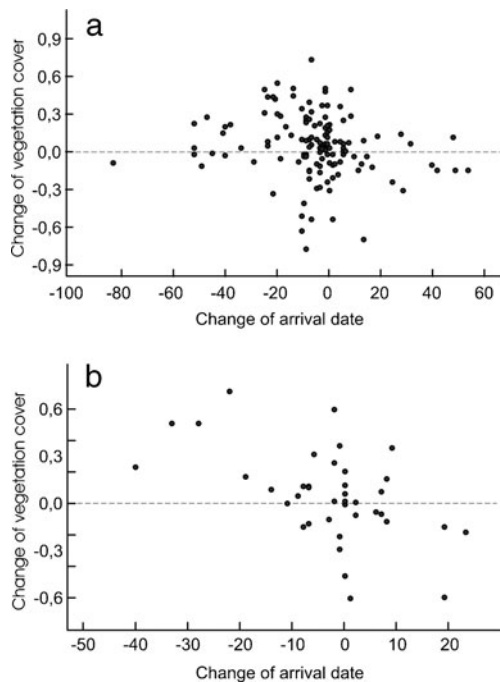 a
Change of vegetation cover
0,9
0,6
0,3
0,0
-0,3
-0,6
-0,9
-100 -80 -60 -40 -20 0 20 40 60
Change of arrival date
b
Change of vegetation cover
0,6
0,3
0,0
-0,3
-0,6
-50 -40 -30 -20 -10 0 10 20
Change of arrival date